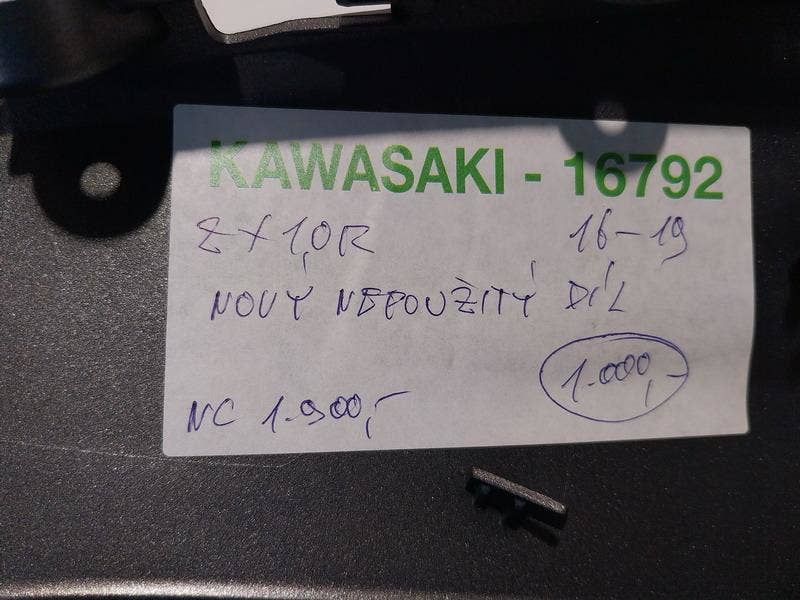 KAWASAKI - 16792
ZX10R 16-19
NOVÝ NEPOUŽITÝ DÍL
1.000,-
NC 1.900,-